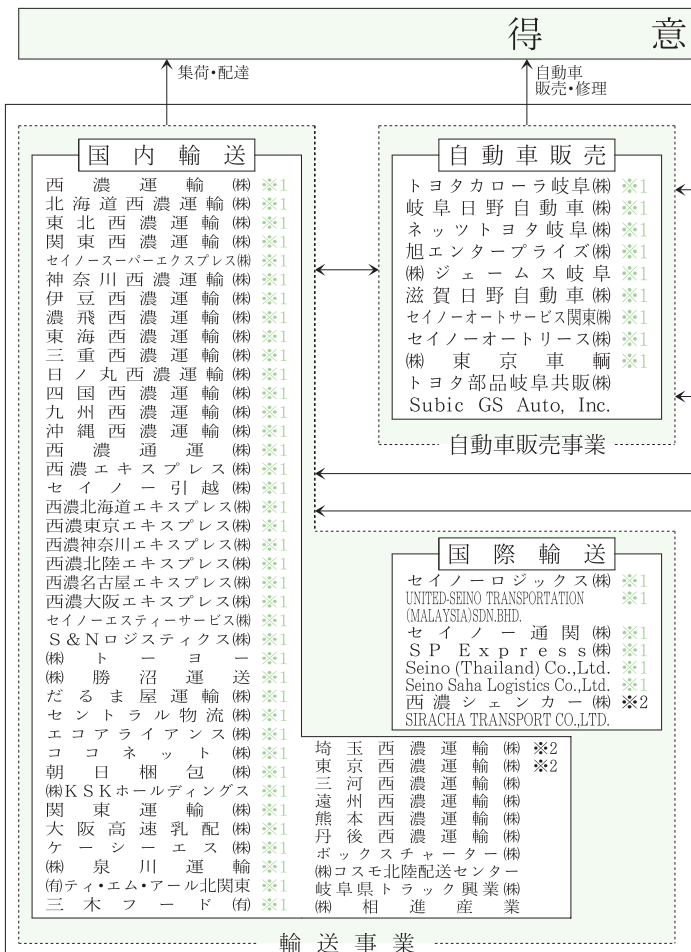 得意
集荷・配達
自動車
販売・修理
国内輸送
西濃運輸㈱ ※1
北海道西濃運輸㈱ ※1
東北西濃運輸㈱ ※1
関東西濃運輸㈱ ※1
セイノースーパーエクスプレス㈱ ※1
神奈川西濃運輸㈱ ※1
伊豆西濃運輸㈱ ※1
濃飛西濃運輸㈱ ※1
東海西濃運輸㈱ ※1
三重西濃運輸㈱ ※1
日ノ丸西濃運輸㈱ ※1
四国西濃運輸㈱ ※1
九州西濃運輸㈱ ※1
沖縄西濃運輸㈱ ※1
西濃通運㈱ ※1
西濃エキスプレス㈱ ※1
セイノー引越㈱ ※1
西濃北海道エキスプレス㈱ ※1
西濃東京エキスプレス㈱ ※1
西濃神奈川エキスプレス㈱ ※1
西濃北陸エキスプレス㈱ ※1
西濃名古屋エキスプレス㈱ ※1
西濃大阪エキスプレス㈱ ※1
セイノーエスティーサービス㈱ ※1
S&Nロジスティクス㈱ ※1
㈱トーヨー ※1
㈱勝沼運送 ※1
だるま屋運輸㈱ ※1
セントラル物流㈱ ※1
エコアライアンス㈱ ※1
ココネット㈱ ※1
朝日梱包㈱ ※1
㈱KSKホールディングス ※1
関東運輸㈱ ※1
大阪高速乳配㈱ ※1
ケーシーエス㈱ ※1
㈱泉川運輸 ※1
㈲ティ・エム・アール北関東 ※1
三木フード㈲ ※1
埼玉西濃運輸㈱ ※2
東京西濃運輸㈱ ※2
三河西濃運輸㈱
遠州西濃運輸㈱
熊本西濃運輸㈱
丹後西濃運輸㈱
ボックスチャーター㈱
㈱コスモ北陸配送センター
岐阜県トラック興業㈱
㈱相進産業
自動車販売
トヨタカローラ岐阜㈱ ※1
岐阜日野自動車㈱ ※1
ネッツトヨタ岐阜㈱ ※1
旭エンタープライズ㈱ ※1
㈱ジェームス岐阜 ※1
滋賀日野自動車㈱ ※1
セイノーオートサービス関東㈱ ※1
セイノーオートリース㈱ ※1
㈱東京車輌 ※1
トヨタ部品岐阜共販㈱
Subic GS Auto, Inc.
自動車販売事業
国際輸送
セイノーロジックス㈱ ※1
UNITED-SEINO TRANSPORTATION ※1
(MALAYSIA)SDN.BHD.
セイノー通関㈱ ※1
SP Express㈱ ※1
Seino (Thailand) Co.,Ltd. ※1
Seino Saha Logistics Co.,Ltd. ※1
西濃シェンカー㈱ ※2
SIRACHA TRANSPORT CO.,LTD.
輸送事業